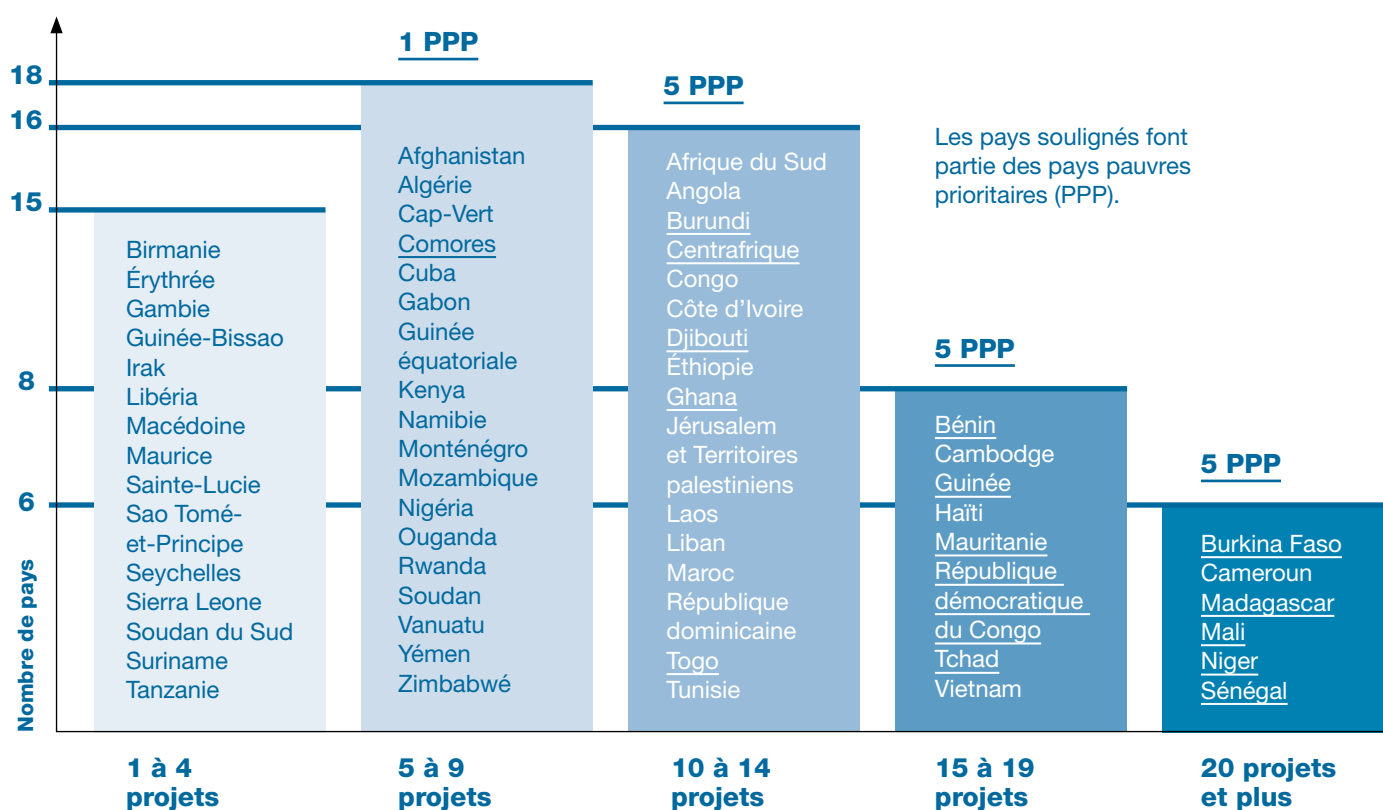 1 PPP
5 PPP
18
16
15
8
6
Nombre de pays
Les pays soulignés font
partie des pays pauvres
prioritaires (PPP).
Birmanie
Érythrée
Gambie
Guinée-Bissao
Irak
Libéria
Macédoine
Maurice
Sainte-Lucie
Sao Tomé-
et-Principe
Seychelles
Sierra Leone
Soudan du Sud
Suriname
Tanzanie
Afghanistan
Algérie
Cap-Vert
Comores
Cuba
Gabon
Guinée
équatoriale
Kenya
Namibie
Monténégro
Mozambique
Nigéria
Ouganda
Rwanda
Soudan
Vanuatu
Yémen
Zimbabwé
Afrique du Sud
Angola
Burundi
Centrafrique
Congo
Côte d’Ivoire
Djibouti
Éthiopie
Ghana
Jérusalem
et Territoires
palestiniens
Laos
Liban
Maroc
République
dominicaine
Togo
Tunisie
5 PPP
Bénin
Cambodge
Guinée
Haïti
Mauritanie
République
démocratique
du Congo
Tchad
Vietnam
5 PPP
Burkina Faso
Cameroun
Madagascar
Mali
Niger
Sénégal
1 à 4
projets
5 à 9
projets
10 à 14
projets
15 à 19
projets
20 projets
et plus